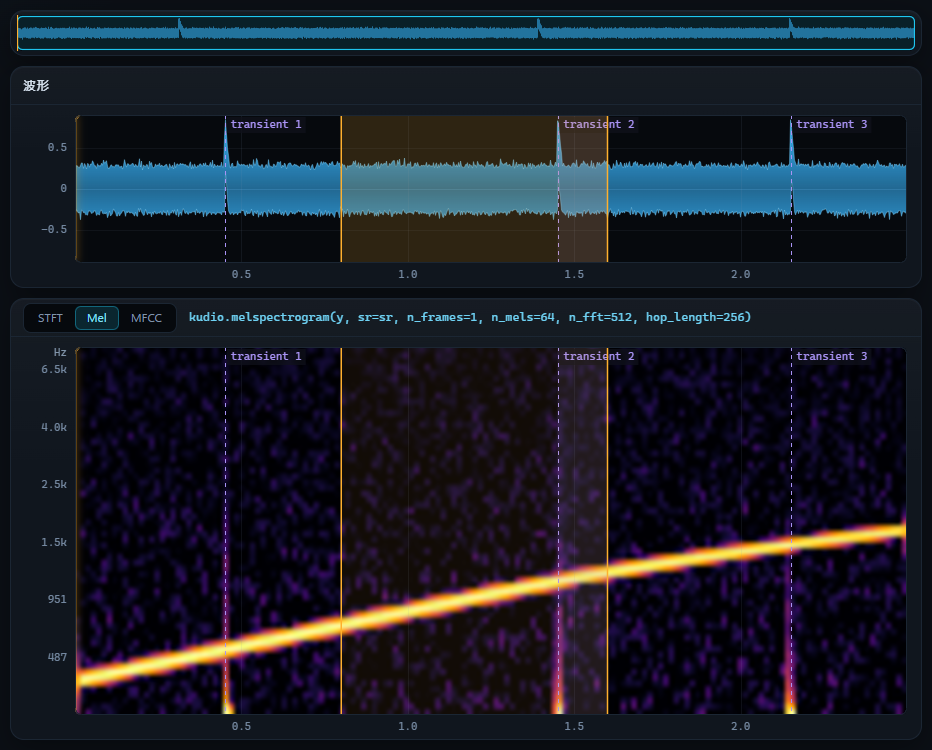 波形
transient 1 transient 2 transient 3
0.5
0
−0.5
0.5 1.0 1.5 2.0
STFT Mel MFCC kudio.melspectrogram(y, sr=sr, n_frames=1, n_mels=64, n_fft=512, hop_length=256)
Hz transient 1 transient 2 transient 3
6.5k
4.0k
2.5k
1.5k
951
487
0.5 1.0 1.5 2.0